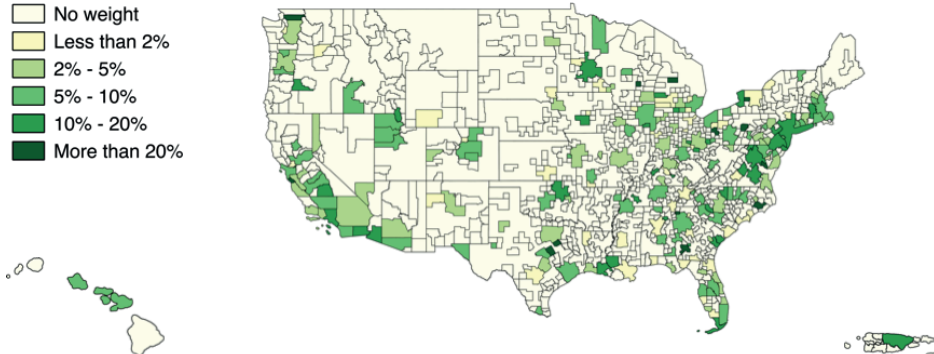 No weight
Less than 2%
2% - 5%
5% - 10%
10% - 20%
More than 20%